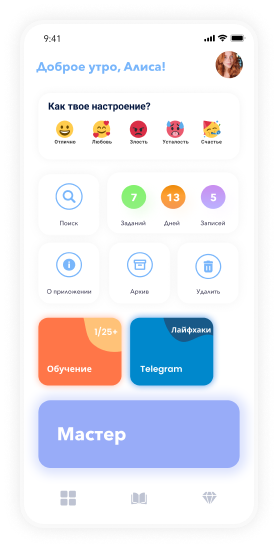 9:41
Доброе утро, Алиса!
Как твое настроение?
Отлично Любовь Злость Усталость Счастье
7 13 5
Поиск Заданий Дней Записей
О приложении Архив Удалить
1/25+ Лайфхаки
Обучение Telegram
Мастер